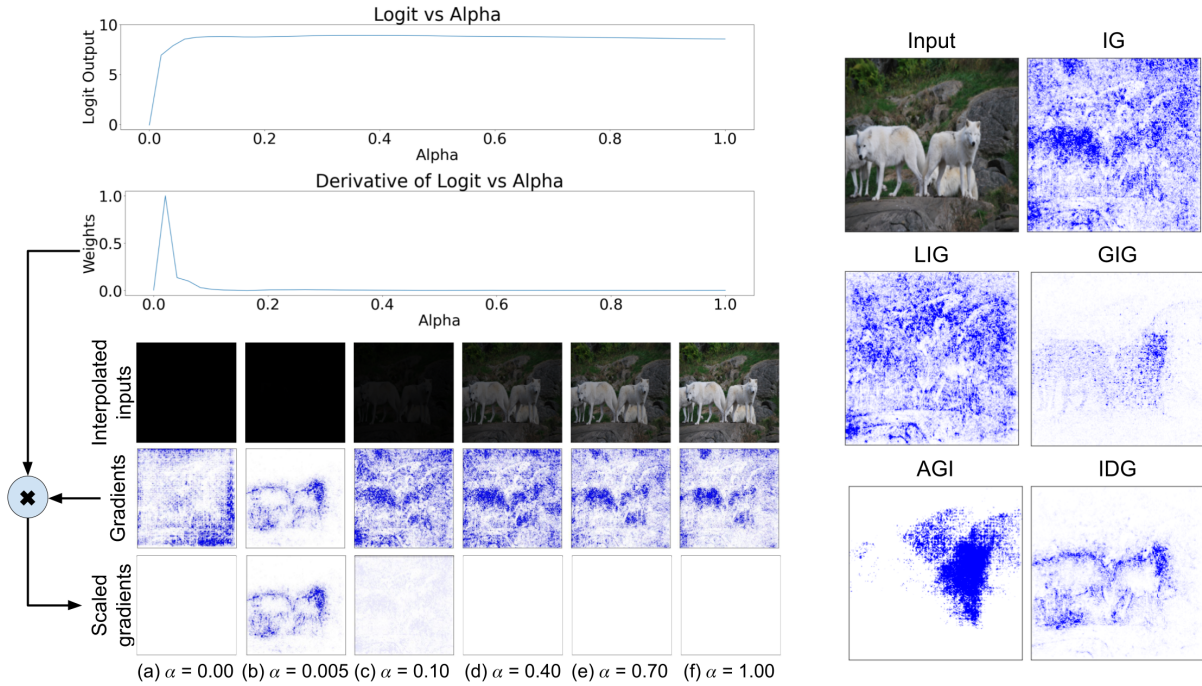 Logit vs Alpha
Logit Output
10
5
0
0.0 0.2 0.4 0.6 0.8 1.0
Alpha
Derivative of Logit vs Alpha
Weights
1.0
0.5
0.0
0.0 0.2 0.4 0.6 0.8 1.0
Alpha
Interpolated
inputs
Gradients
Scaled
gradients
(a) α = 0.00 (b) α = 0.005 (c) α = 0.10 (d) α = 0.40 (e) α = 0.70 (f) α = 1.00
Input IG
LIG GIG
AGI IDG